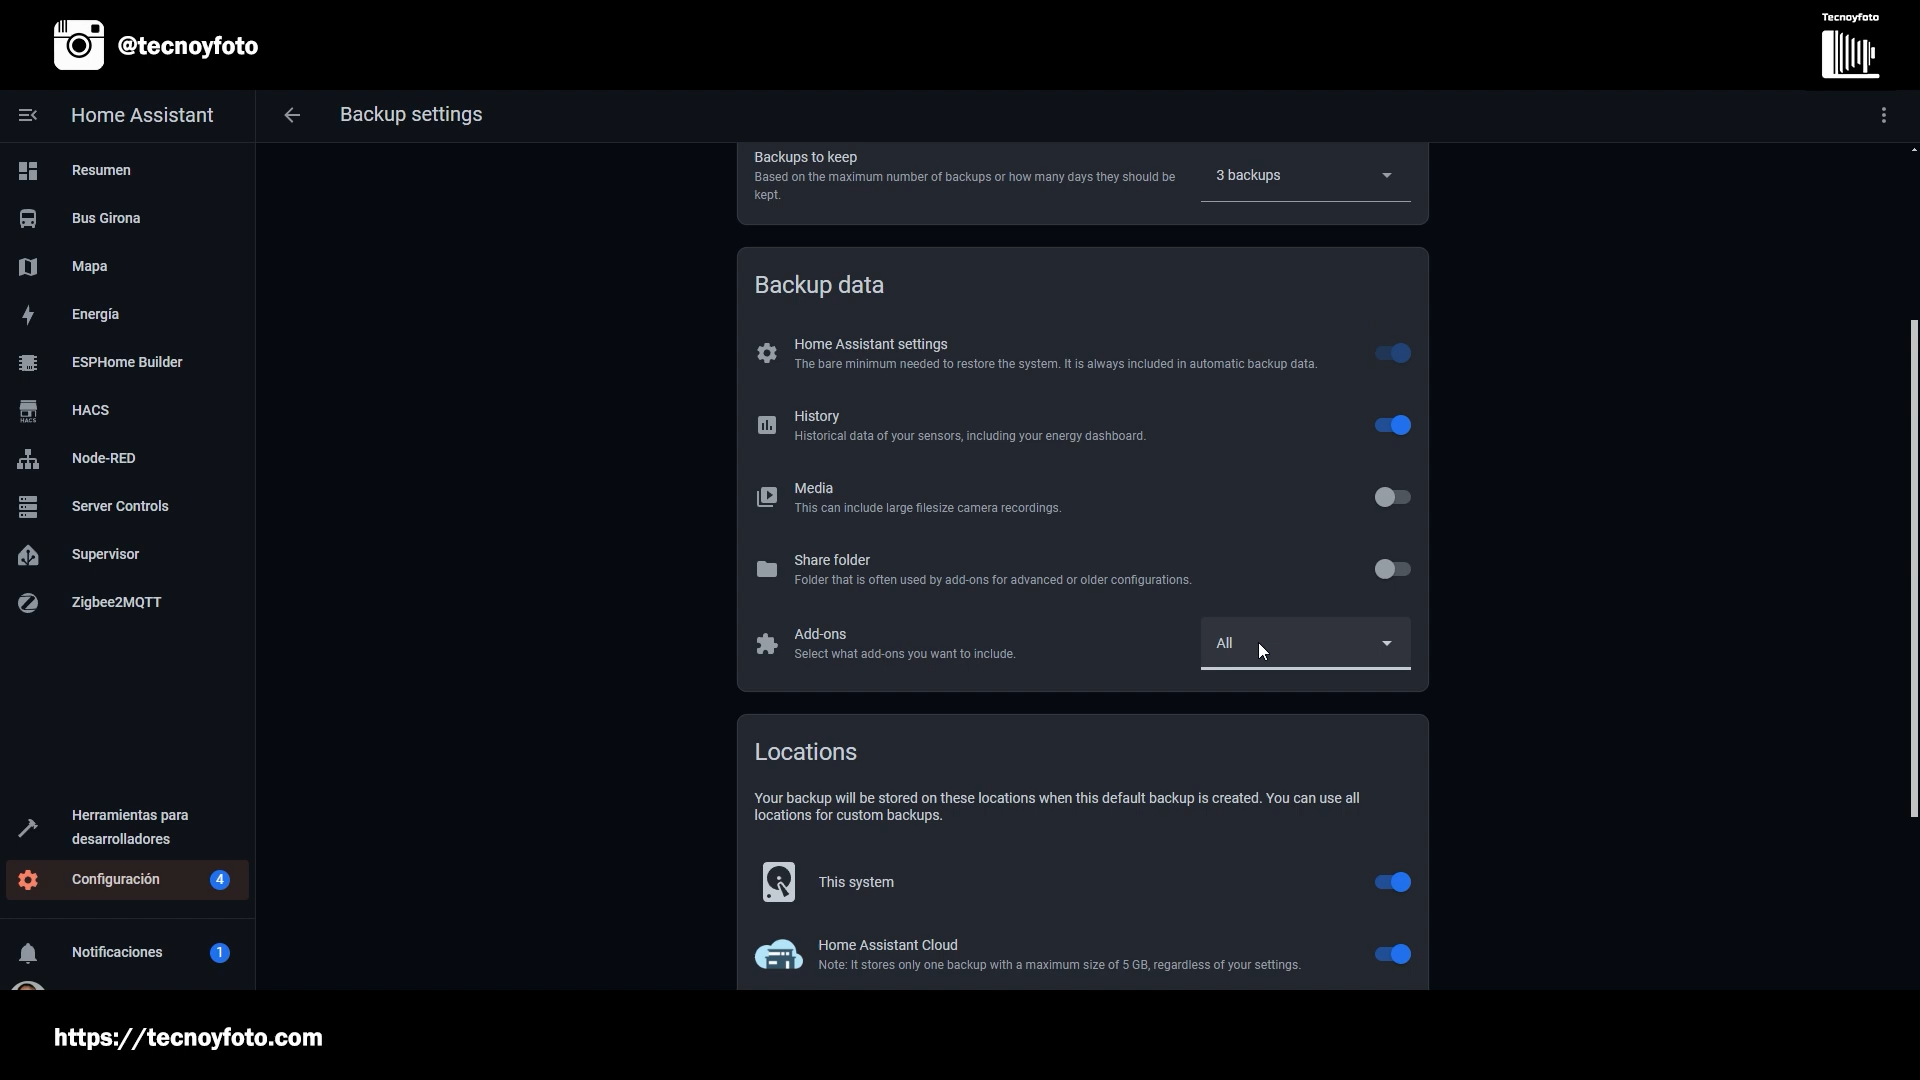 @tecnoyfoto
Tecnoyfoto
Home Assistant
Backup settings
Resumen
Bus Girona
Mapa
Energía
ESPHome Builder
HACS
HACS
Node-RED
Server Controls
Supervisor
Zigbee2MQTT
Herramientas para
desarrolladores
Configuración
4
Notificaciones
1
Backups to keep
Based on the maximum number of backups or how many days they should be
kept.
3 backups
Backup data
Home Assistant settings
The bare minimum needed to restore the system. It is always included in automatic backup data.
History
Historical data of your sensors, including your energy dashboard.
Media
This can include large filesize camera recordings.
Share folder
Folder that is often used by add-ons for advanced or older configurations.
Add-ons
Select what add-ons you want to include.
All
Locations
Your backup will be stored on these locations when this default backup is created. You can use all
locations for custom backups.
This system
Home Assistant Cloud
Note: It stores only one backup with a maximum size of 5 GB, regardless of your settings.
https://tecnoyfoto.com